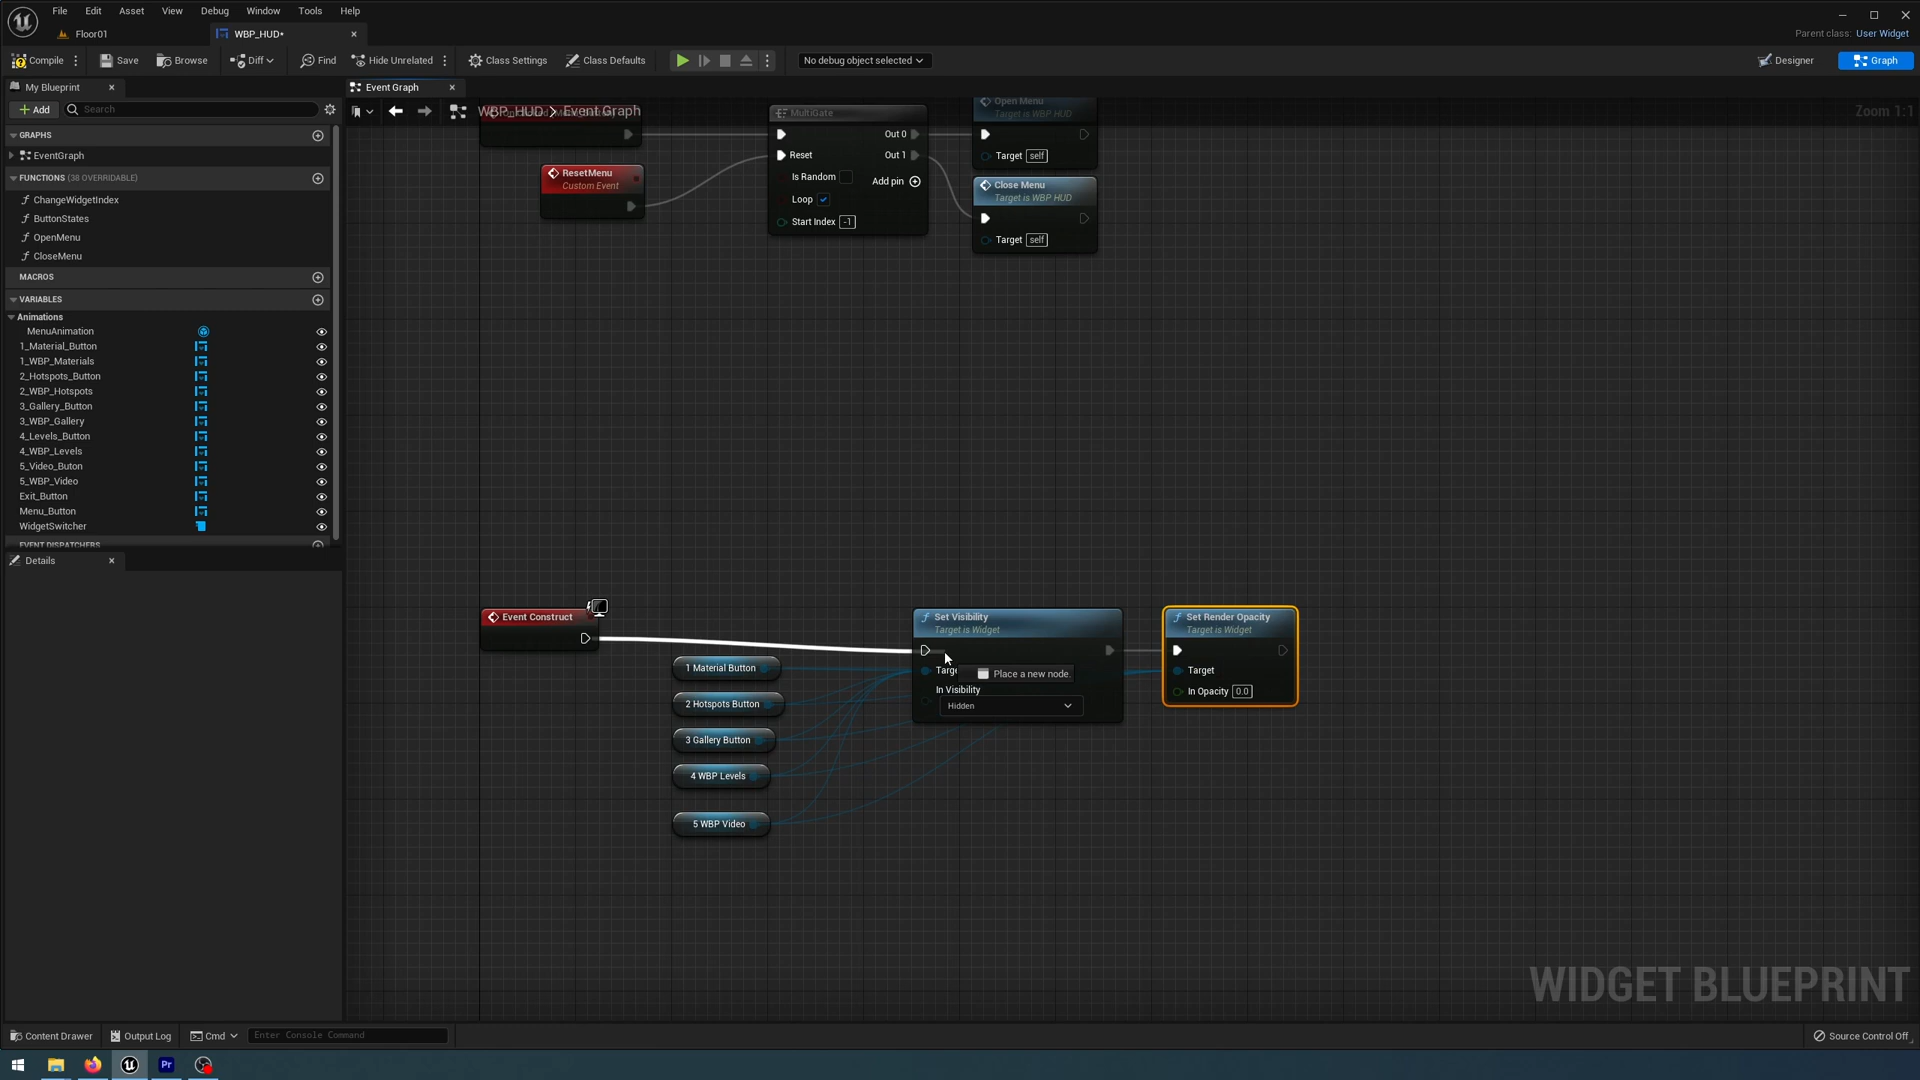 File Edit Asset View Debug Window Tools Help
Floor01
WBP_HUD*
Parent class: User Widget
Compile Save Browse Diff Find Hide Unrelated Class Settings Class Defaults No debug object selected Designer Graph
My Blueprint
Event Graph
Add Search
WBP_HUD > Event Graph
Zoom 1:1
GRAPHS
EventGraph
FUNCTIONS (38 OVERRIDABLE)
ChangeWidgetIndex
ButtonStates
OpenMenu
CloseMenu
MACROS
VARIABLES
Animations
MenuAnimation
1_Material_Button
1_WBP_Materials
2_Hotspots_Button
2_WBP_Hotspots
3_Gallery_Button
3_WBP_Gallery
4_Levels_Button
4_WBP_Levels
5_Video_Buton
5_WBP_Video
Exit_Button
Menu_Button
WidgetSwitcher
EVENT DISPATCHERS
Details
ResetMenu
Custom Event
MultiGate
Out 0
Reset
Out 1
Is Random
Add pin
Loop
Start Index -1
Open Menu
Target is WBP HUD
Target self
Close Menu
Target is WBP HUD
Target self
Event Construct
1 Material Button
2 Hotspots Button
3 Gallery Button
4 WBP Levels
5 WBP Video
Set Visibility
Target is Widget
Targe
Place a new node.
In Visibility
Hidden
Set Render Opacity
Target is Widget
Target
In Opacity 0.0
WIDGET BLUEPRINT
Content Drawer Output Log Cmd Enter Console Command
Source Control Off
Pr